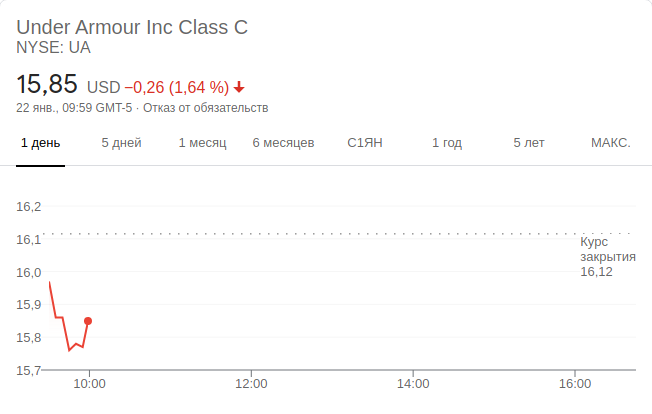 Under Armour Inc Class C
NYSE: UA
15,85 USD −0,26 (1,64 %)
22 янв., 09:59 GMT-5 · Отказ от обязательств
1 день 5 дней 1 месяц 6 месяцев С1ЯН 1 год 5 лет МАКС.
16,2
16,1
Курс
закрытия
16,12
16,0
15,9
15,8
15,7
10:00 12:00 14:00 16:00